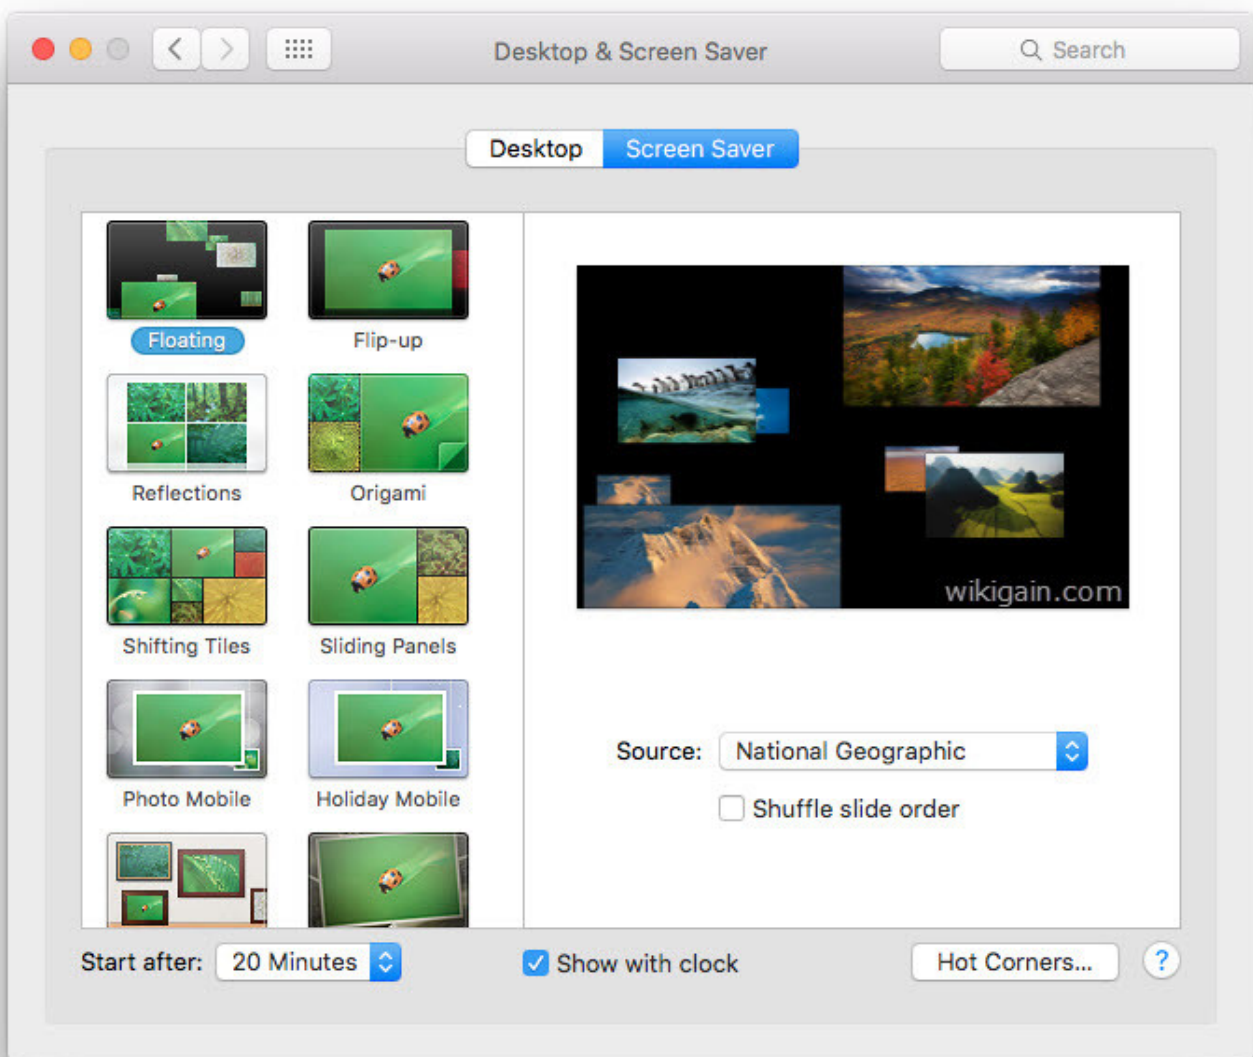 Desktop & Screen Saver
Search
Desktop
Screen Saver
Floating
Flip-up
Reflections
Origami
Shifting Tiles
Sliding Panels
Photo Mobile
Holiday Mobile
wikigain.com
Source: National Geographic
Shuffle slide order
Start after: 20 Minutes
Show with clock
Hot Corners...
?